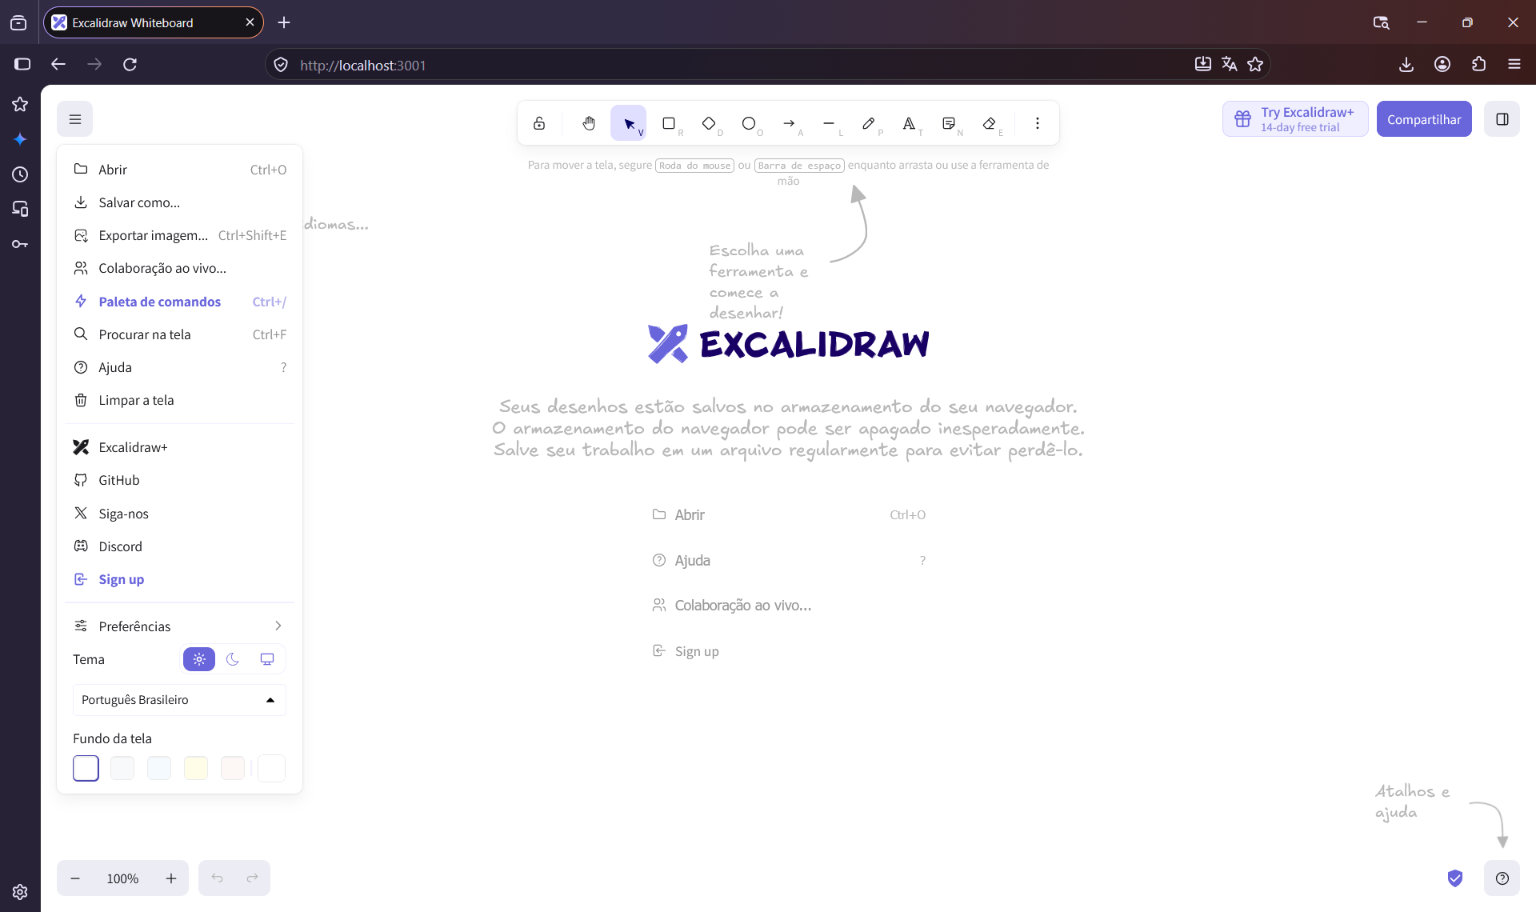 Excalidraw Whiteboard
http://localhost:3001
V
R
D
O
A
L
P
T
N
E
Try Excalidraw+
14-day free trial
Compartilhar
Para mover a tela, segure Roda do mouse ou Barra de espaço enquanto arrasta ou use a ferramenta de
mão
Abrir Ctrl+O
Salvar como...
Exportar imagem... Ctrl+Shift+E
Colaboração ao vivo...
Paleta de comandos Ctrl+/
Procurar na tela Ctrl+F
Ajuda ?
Limpar a tela
Excalidraw+
GitHub
Siga-nos
Discord
Sign up
Preferências
Tema
Português Brasileiro
Fundo da tela
diomas...
Escolha uma
ferramenta e
comece a
desenhar!
EXCALIDRAW
Seus desenhos estão salvos no armazenamento do seu navegador.
O armazenamento do navegador pode ser apagado inesperadamente.
Salve seu trabalho em um arquivo regularmente para evitar perdê-lo.
Abrir Ctrl+O
Ajuda ?
Colaboração ao vivo...
Sign up
Atalhos e
ajuda
100%